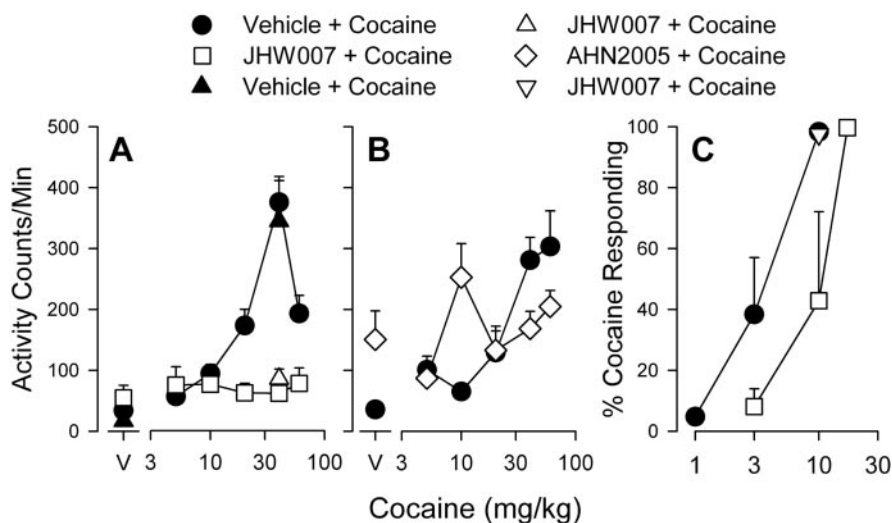 Vehicle + Cocaine
JHW007 + Cocaine
Vehicle + Cocaine
JHW007 + Cocaine
AHN2005 + Cocaine
JHW007 + Cocaine
A
B
C
Activity Counts/Min
500
400
300
200
100
0
V
3
10
30
100
V
3
10
30
100
% Cocaine Responding
100
80
60
40
20
0
1
3
10
30
Cocaine (mg/kg)